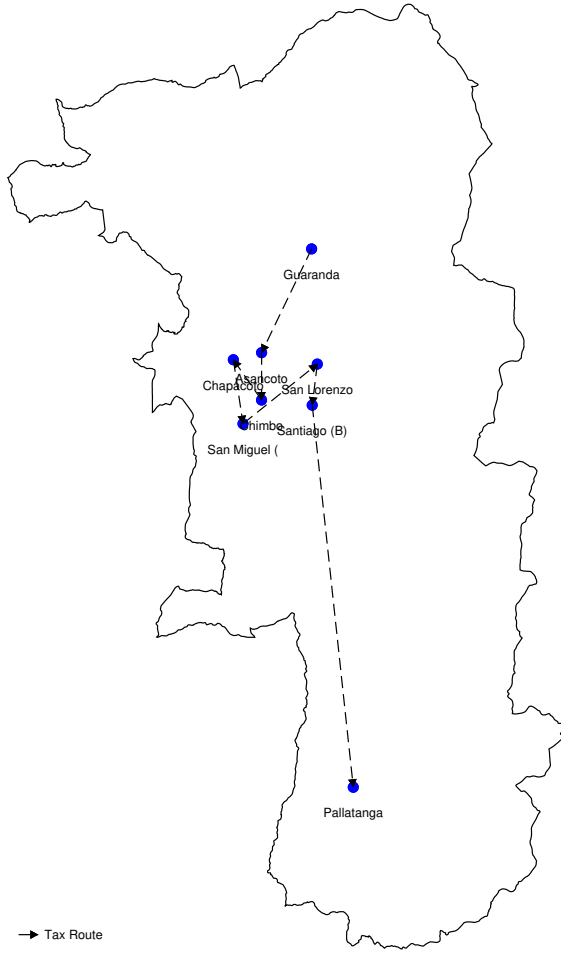 Guaranda
Asancoto
Chapacoto
San Lorenzo
Chimbo
Santiago (B)
San Miguel (
Pallatanga
Tax Route